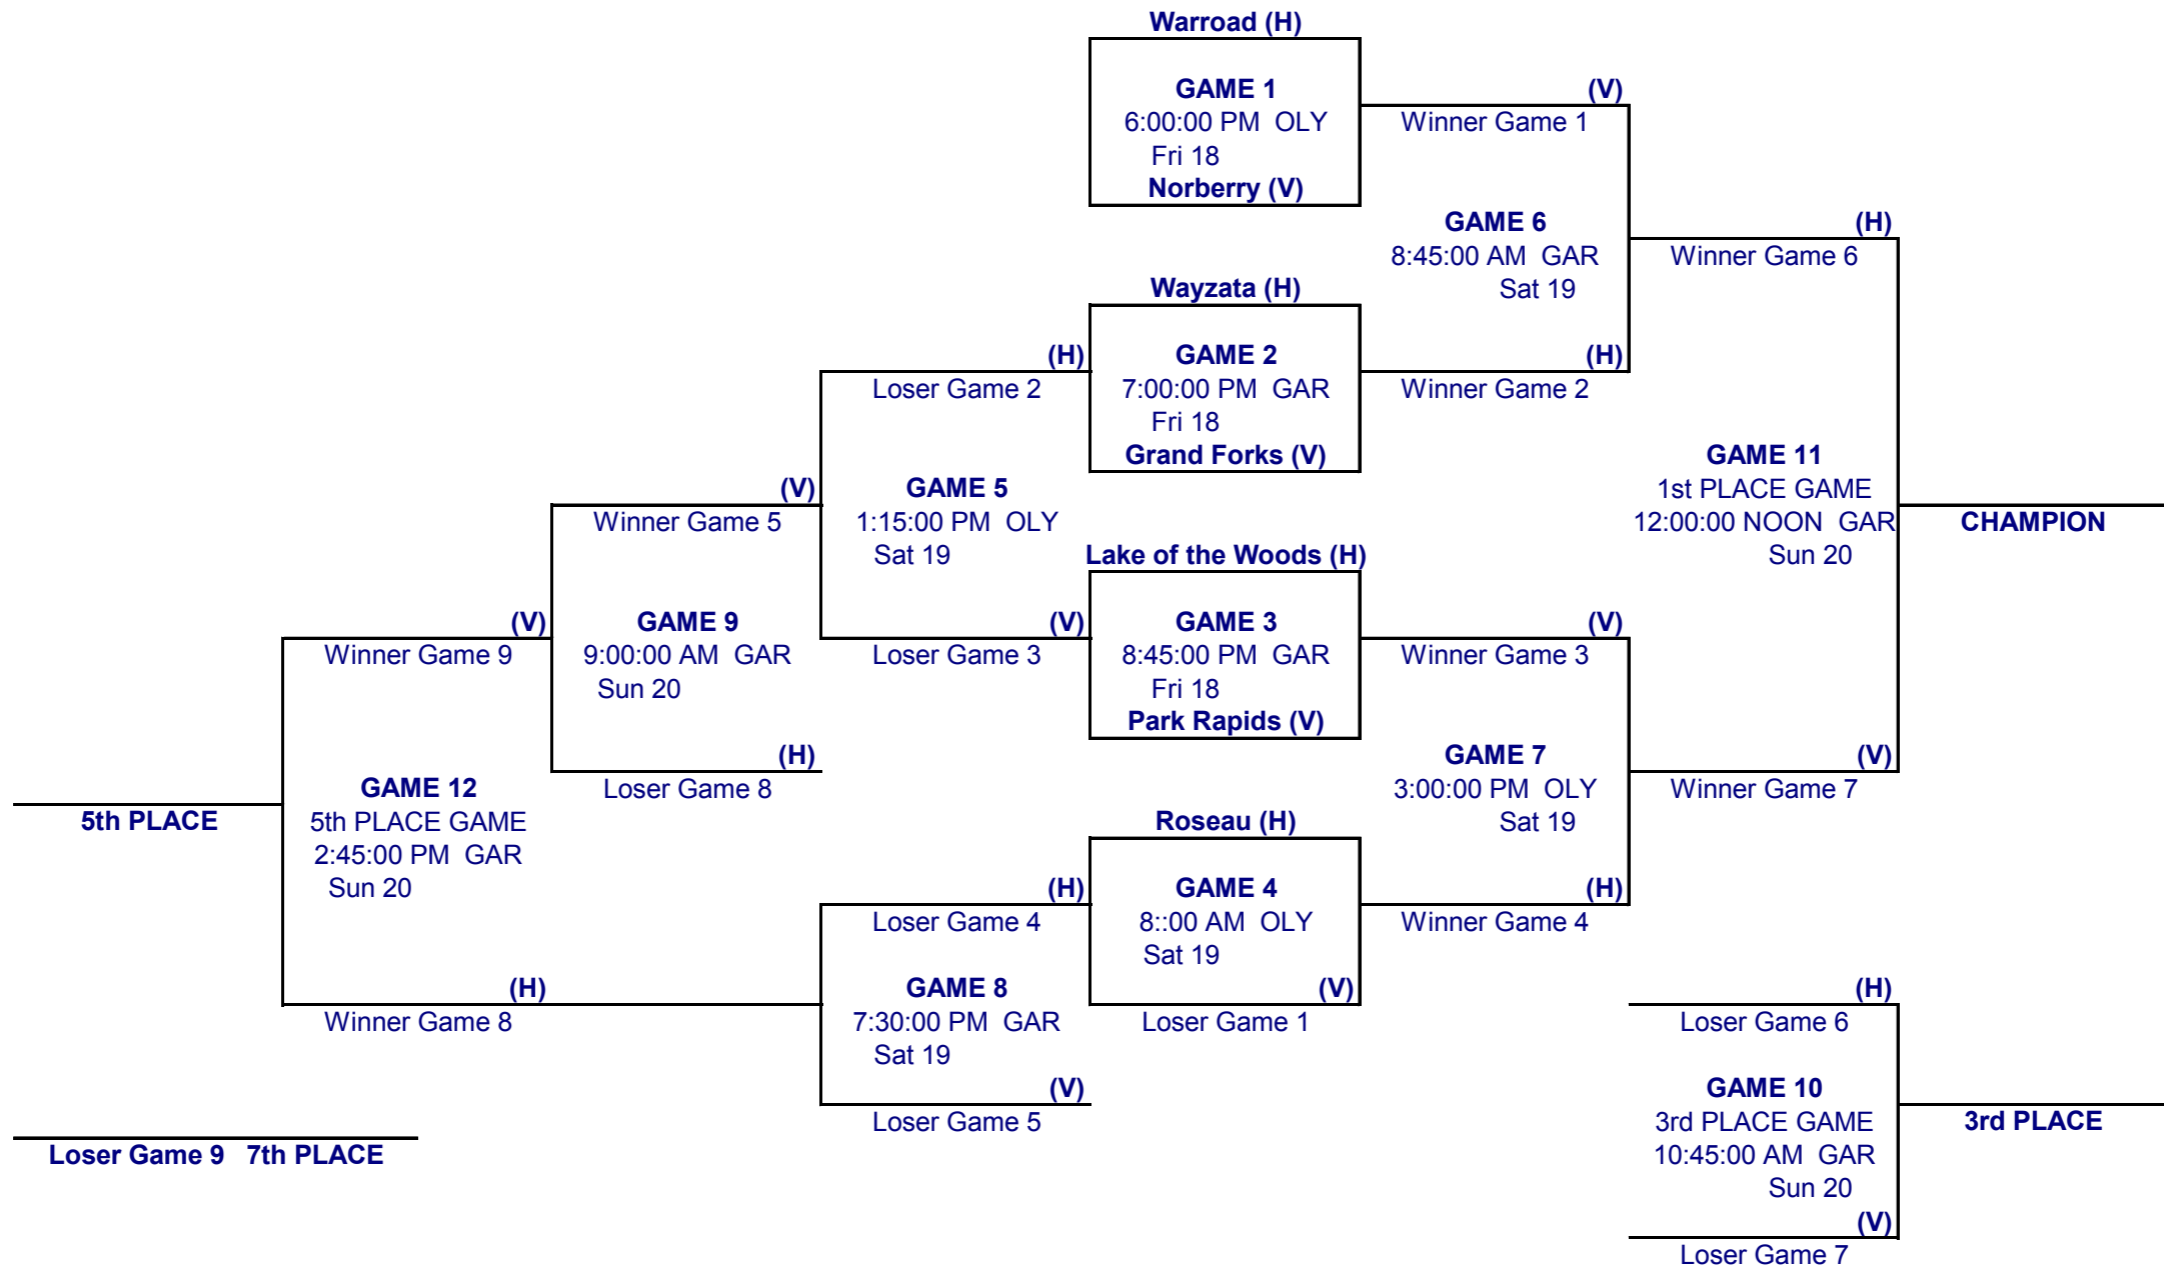 Warroad (H)
GAME 1
6:00:00 PM  OLY
Fri 18
Norberry (V)
(V)
Winner Game 1
GAME 6
8:45:00 AM  GAR
Sat 19
(H)
Winner Game 6
Wayzata (H)
GAME 2
7:00:00 PM  GAR
Fri 18
Grand Forks (V)
(H)
Loser Game 2
(H)
Winner Game 2
GAME 11
1st PLACE GAME
12:00:00 NOON  GAR
Sun 20
CHAMPION
(V)
Winner Game 5
GAME 5
1:15:00 PM  OLY
Sat 19
Lake of the Woods (H)
GAME 3
8:45:00 PM  GAR
Fri 18
Park Rapids (V)
(V)
Winner Game 9
GAME 9
9:00:00 AM  GAR
Sun 20
(V)
Loser Game 3
(V)
Winner Game 3
(H)
Loser Game 8
GAME 7
3:00:00 PM  OLY
Sat 19
(V)
Winner Game 7
5th PLACE
GAME 12
5th PLACE GAME
2:45:00 PM  GAR
Sun 20
Roseau (H)
GAME 4
8::00 AM  OLY
Sat 19
(V)
Loser Game 1
(H)
Loser Game 4
(H)
Winner Game 4
(H)
Winner Game 8
GAME 8
7:30:00 PM  GAR
Sat 19
(V)
Loser Game 5
(H)
Loser Game 6
GAME 10
3rd PLACE GAME
10:45:00 AM  GAR
Sun 20
(V)
Loser Game 7
3rd PLACE
Loser Game 9   7th PLACE